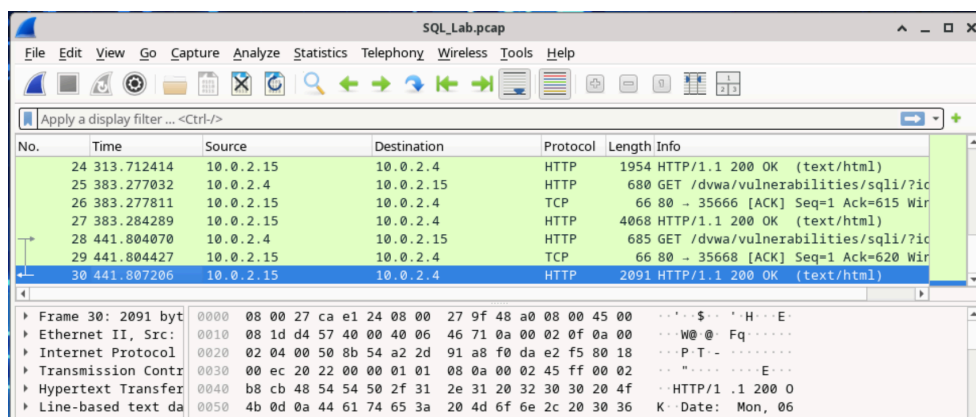 SQL_Lab.pcap
File Edit View Go Capture Analyze Statistics Telephony Wireless Tools Help
Apply a display filter ... <Ctrl-/>
No. Time Source Destination Protocol Length Info
24 313.712414 10.0.2.15 10.0.2.4 HTTP 1954 HTTP/1.1 200 OK (text/html)
25 383.277032 10.0.2.4 10.0.2.15 HTTP 680 GET /dvwa/vulnerabilities/sqli/?id
26 383.277811 10.0.2.15 10.0.2.4 TCP 66 80 → 35666 [ACK] Seq=1 Ack=615 Wir
27 383.284289 10.0.2.15 10.0.2.4 HTTP 4068 HTTP/1.1 200 OK (text/html)
28 441.804070 10.0.2.4 10.0.2.15 HTTP 685 GET /dvwa/vulnerabilities/sqli/?id
29 441.804427 10.0.2.15 10.0.2.4 TCP 66 80 → 35668 [ACK] Seq=1 Ack=620 Wir
30 441.807206 10.0.2.15 10.0.2.4 HTTP 2091 HTTP/1.1 200 OK (text/html)
Frame 30: 2091 byt 0000 08 00 27 ca e1 24 08 00 27 9f 48 a0 08 00 45 00 ··'··$·· '·H···E·
Ethernet II, Src: 0010 08 1d d4 57 40 00 40 06 46 71 0a 00 02 0f 0a 00 ···W@·@· Fq······
Internet Protocol 0020 02 04 00 50 8b 54 a2 2d 91 a8 f0 da e2 f5 80 18 ···P·T·- ········
Transmission Contr 0030 00 ec 20 22 00 00 01 01 08 0a 00 02 45 ff 00 02 ·· "···· ····E···
Hypertext Transfer 0040 b8 cb 48 54 54 50 2f 31 2e 31 20 32 30 30 20 4f ··HTTP/1 .1 200 O
Line-based text da 0050 4b 0d 0a 44 61 74 65 3a 20 4d 6f 6e 2c 20 30 36 K··Date: Mon, 06